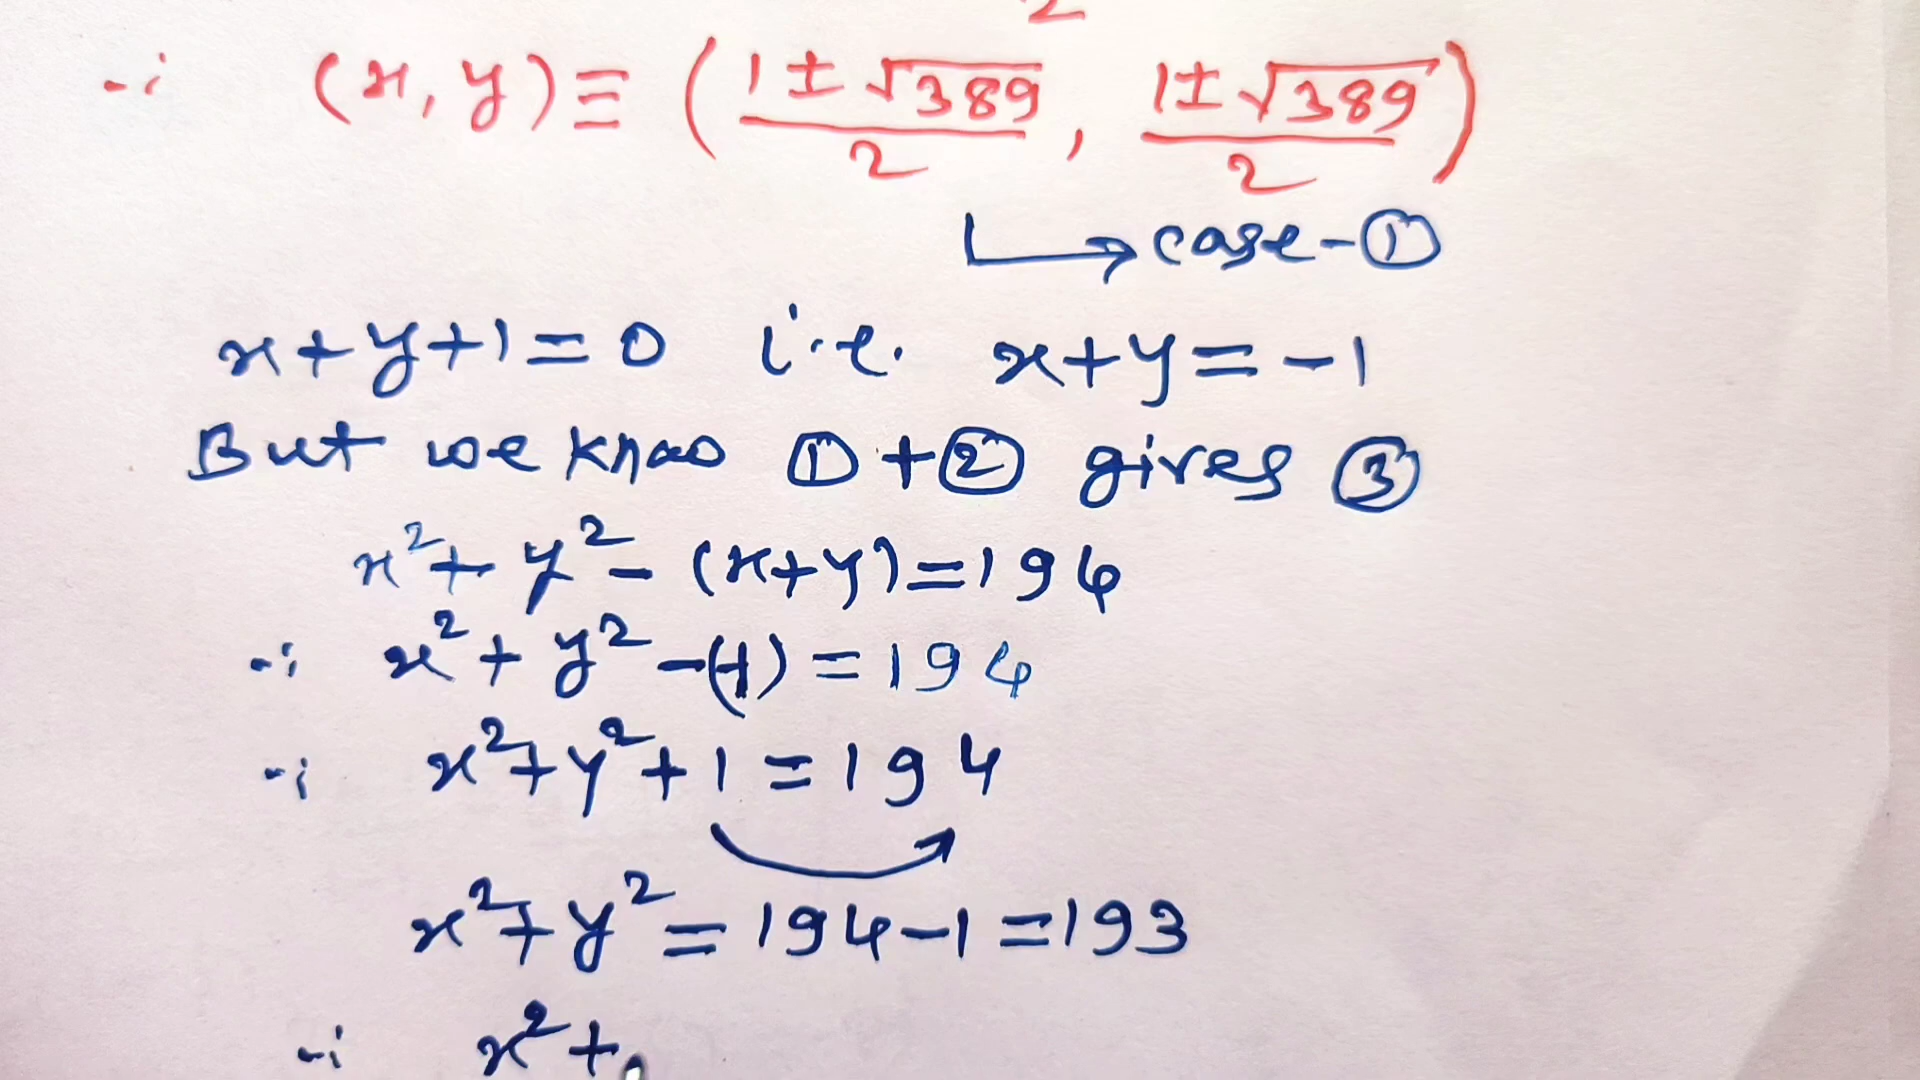 2
∴ (x, y) ≡ ( (1 ± √389)/2 , (1 ± √389)/2 )
↳ case-①
x+y+1=0 i.e. x+y=-1
But we know ①+② gives ③
x²+y²-(x+y)=194
∴ x²+y²-(-1)=194
∴ x²+y²+1=194
x²+y²=194-1=193
∴ x²+